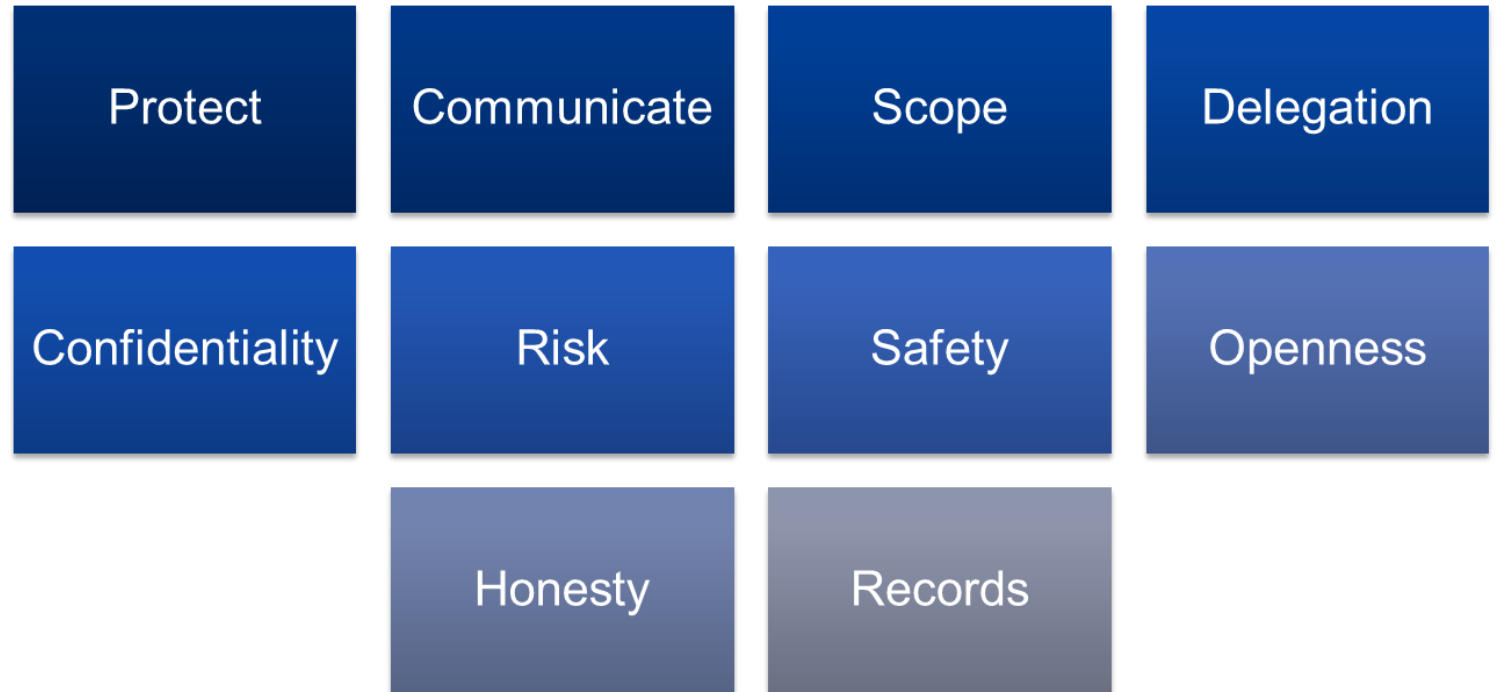 Protect
Communicate
Scope
Delegation
Confidentiality
Risk
Safety
Openness
Honesty
Records